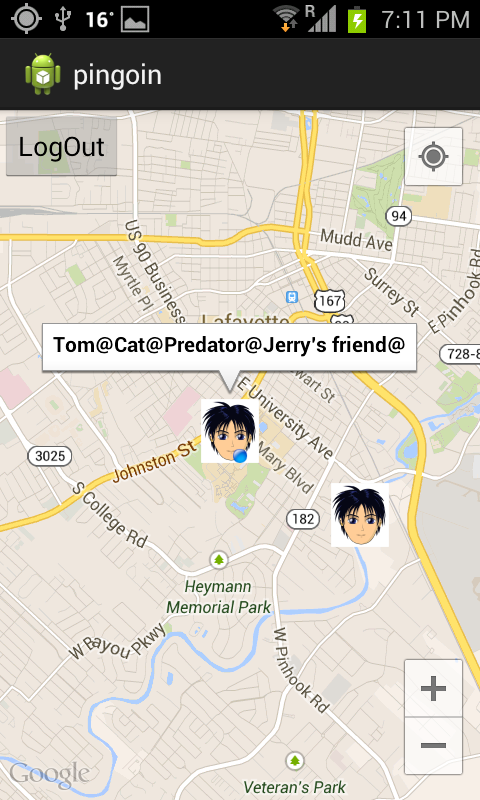 16°
R
7:11 PM
pingoin
LogOut
94
Mudd Ave
US 90 Business
Myrtle Pl
Surrey St
E Pinhook Rd
167
Lafayette
Tom@Cat@Predator@Jerry's friend@
728-8
E University Ave
3025
Johnston St
Mary Blvd
S College Rd
182
Heymann
Memorial Park
W Bayou Pkwy
W Pinhook Rd
Google
Veteran's Park